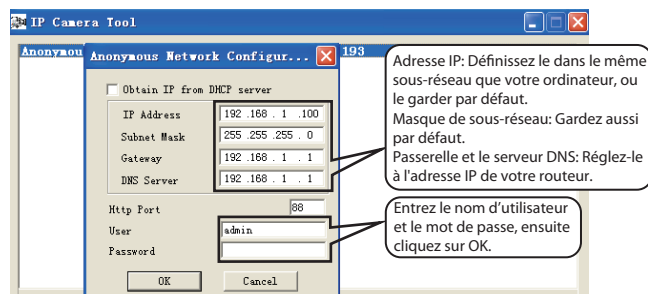 IP Camera Tool
Anonymou
193
Anonymous Networ Configur...
Obtain IP from DHCP server
IP Address 192 .168 . 1 .100
Subnet Mask 255 .255 .255 . 0
Gateway 192 .168 . 1 . 1
DNS Server 192 .168 . 1 . 1
Http Port 88
User admin
Password
OK Cancel
Adresse IP: Définissez le dans le même
sous-réseau que votre ordinateur, ou
le garder par défaut.
Masque de sous-réseau: Gardez aussi
par défaut.
Passerelle et le serveur DNS: Réglez-le
à l'adresse IP de votre routeur.
Entrez le nom d’utilisateur
et le mot de passe, ensuite
cliquez sur OK.